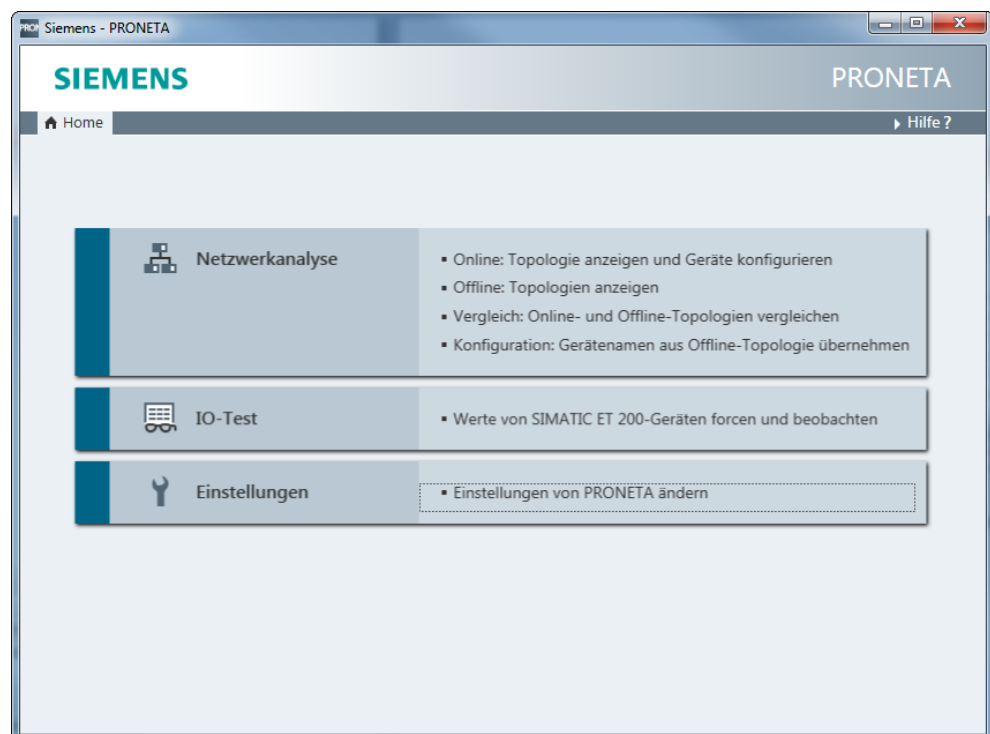 Siemens - PRONETA
SIEMENS
PRONETA
Home
Hilfe ?
Netzwerkanalyse
▪ Online: Topologie anzeigen und Geräte konfigurieren
▪ Offline: Topologien anzeigen
▪ Vergleich: Online- und Offline-Topologien vergleichen
▪ Konfiguration: Gerätenamen aus Offline-Topologie übernehmen
IO-Test
▪ Werte von SIMATIC ET 200-Geräten forcen und beobachten
Einstellungen
▪ Einstellungen von PRONETA ändern